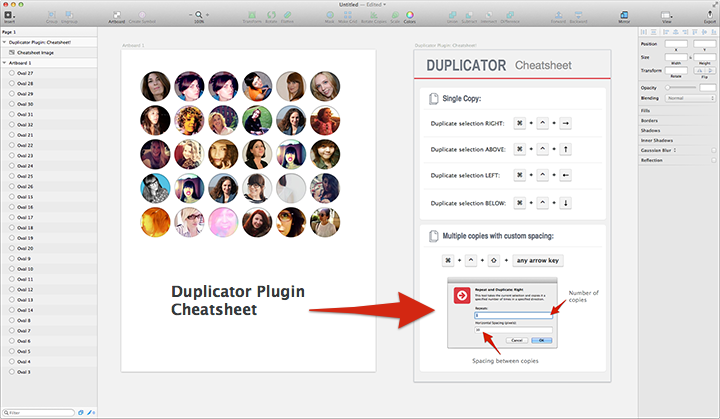 Untitled — Edited
Insert
Group
Ungroup
Artboard
Create Symbol
100%
Edit
Transform
Rotate
Flatten
Mask
Scale
Union
Subtract
Intersect
Difference
Forward
Backward
Mirror
View
Export
Colors
Page 1
Duplicator Plugin: Cheatsheet!
Cheatsheet Image
Artboard 1
Oval 27
Oval 28
Oval 29
Oval 30
Oval 31
Oval 32
Oval 21
Oval 22
Oval 23
Oval 24
Oval 25
Oval 26
Oval 15
Oval 16
Oval 17
Oval 18
Oval 19
Oval 20
Oval 9
Oval 10
Oval 11
Oval 12
Oval 13
Oval 14
Oval 8
Oval 7
Oval 6
Oval 5
Oval 4
Oval 3
Filter
Artboard 1
Duplicator Plugin
Cheatsheet
Duplicator Plugin: Cheatsheet!
DUPLICATOR Cheatsheet
Single Copy:
Duplicate selection RIGHT: ⌘ + ^ + →
Duplicate selection ABOVE: ⌘ + ^ + ↑
Duplicate selection LEFT: ⌘ + ^ + ←
Duplicate selection BELOW: ⌘ + ^ + ↓
Multiple copies with custom spacing:
⌘ + ^ + ⇧ + any arrow key
Repeat and Duplicate: Right
This tool takes the current selection and copies it a
specified number of times in a specified direction.
Repeats
Horizontal Spacing (pixels)
Cancel OK
Number of
copies
Spacing between copies
Position
X Y
Size
Width Height
Transform
Rotate Flip
Opacity
Blending Normal
Fills
Borders
Shadows
Inner Shadows
Gaussian Blur
Reflection